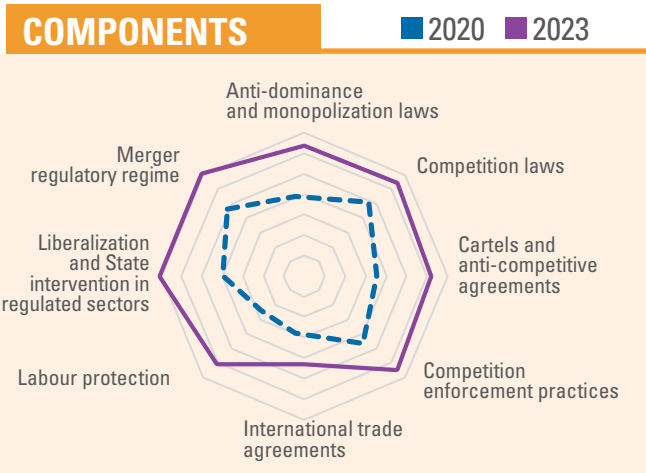 COMPONENTS
2020 2023
Anti-dominance
and monopolization laws
Merger
regulatory regime
Competition laws
Liberalization
and State
intervention in
regulated sectors
Cartels and
anti-competitive
agreements
Labour protection
Competition
enforcement practices
International trade
agreements